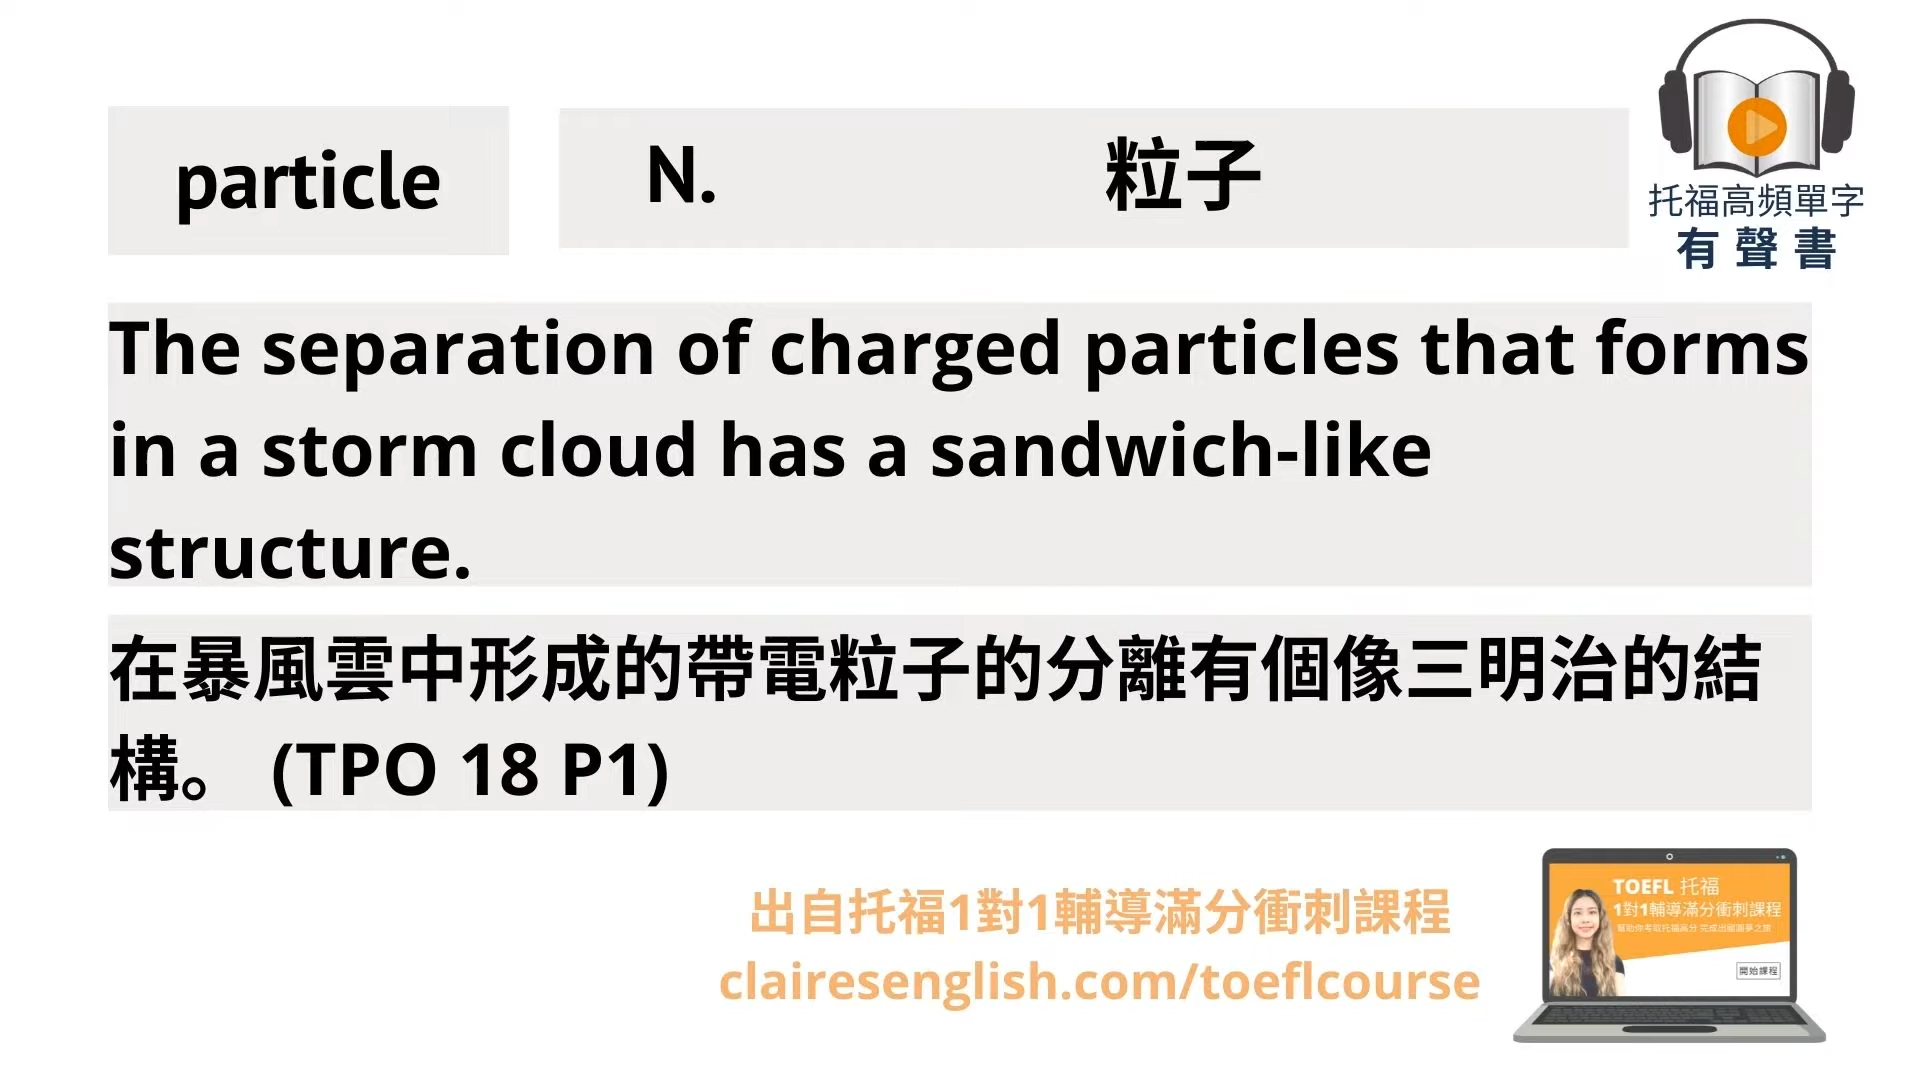 particle
N.
粒子
托福高頻單字
有聲書
The separation of charged particles that forms
in a storm cloud has a sandwich-like
structure.
在暴風雲中形成的帶電粒子的分離有個像三明治的結
構。 (TPO 18 P1)
出自托福1對1輔導滿分衝刺課程
clairesenglish.com/toeflcourse
TOEFL 托福
1對1輔導滿分衝刺課程
開始課程